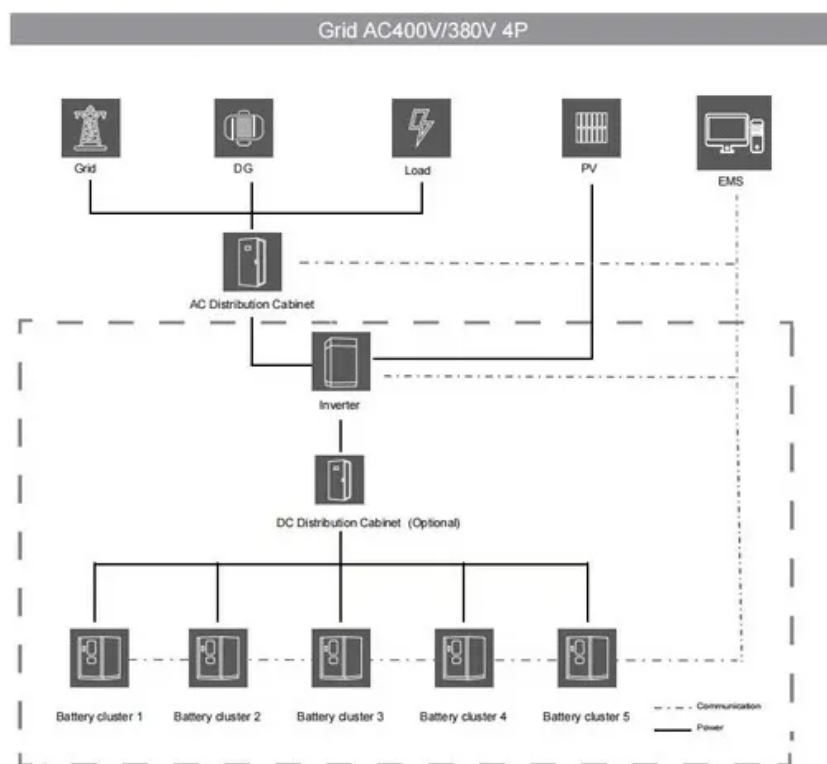 Grid AC400V/380V 4P
Grid
DG
Load
PV
EMS
AC Distribution Cabinet
Inverter
DC Distribution Cabinet (Optional)
Battery cluster 1
Battery cluster 2
Battery cluster 3
Battery cluster 4
Battery cluster 5
Communication
Power